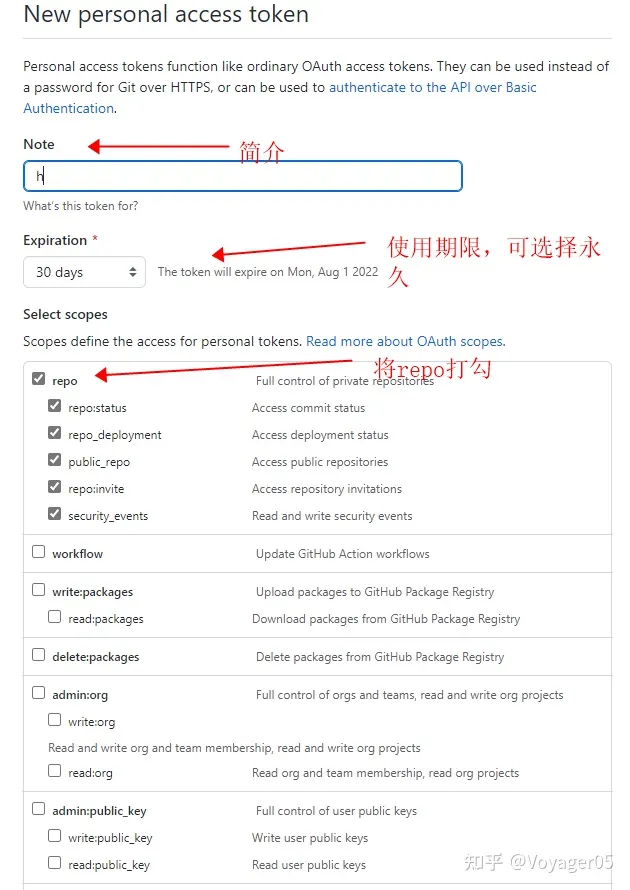 New personal access token
Personal access tokens function like ordinary OAuth access tokens. They can be used instead of
a password for Git over HTTPS, or can be used to authenticate to the API over Basic
Authentication.
Note
简介
h
What's this token for?
Expiration *
使用期限，可选择永
久
30 days
The token will expire on Mon, Aug 1 2022
Select scopes
Scopes define the access for personal tokens. Read more about OAuth scopes.
将repo打勾
repo Full control of private repositories
repo:status Access commit status
repo_deployment Access deployment status
public_repo Access public repositories
repo:invite Access repository invitations
security_events Read and write security events
workflow Update GitHub Action workflows
write:packages Upload packages to GitHub Package Registry
read:packages Download packages from GitHub Package Registry
delete:packages Delete packages from GitHub Package Registry
admin:org Full control of orgs and teams, read and write org projects
write:org
Read and write org and team membership, read and write org projects
read:org Read org and team membership, read org projects
admin:public_key Full control of user public keys
write:public_key Write user public keys
read:public_key Read user public keys
知乎 @Voyager05